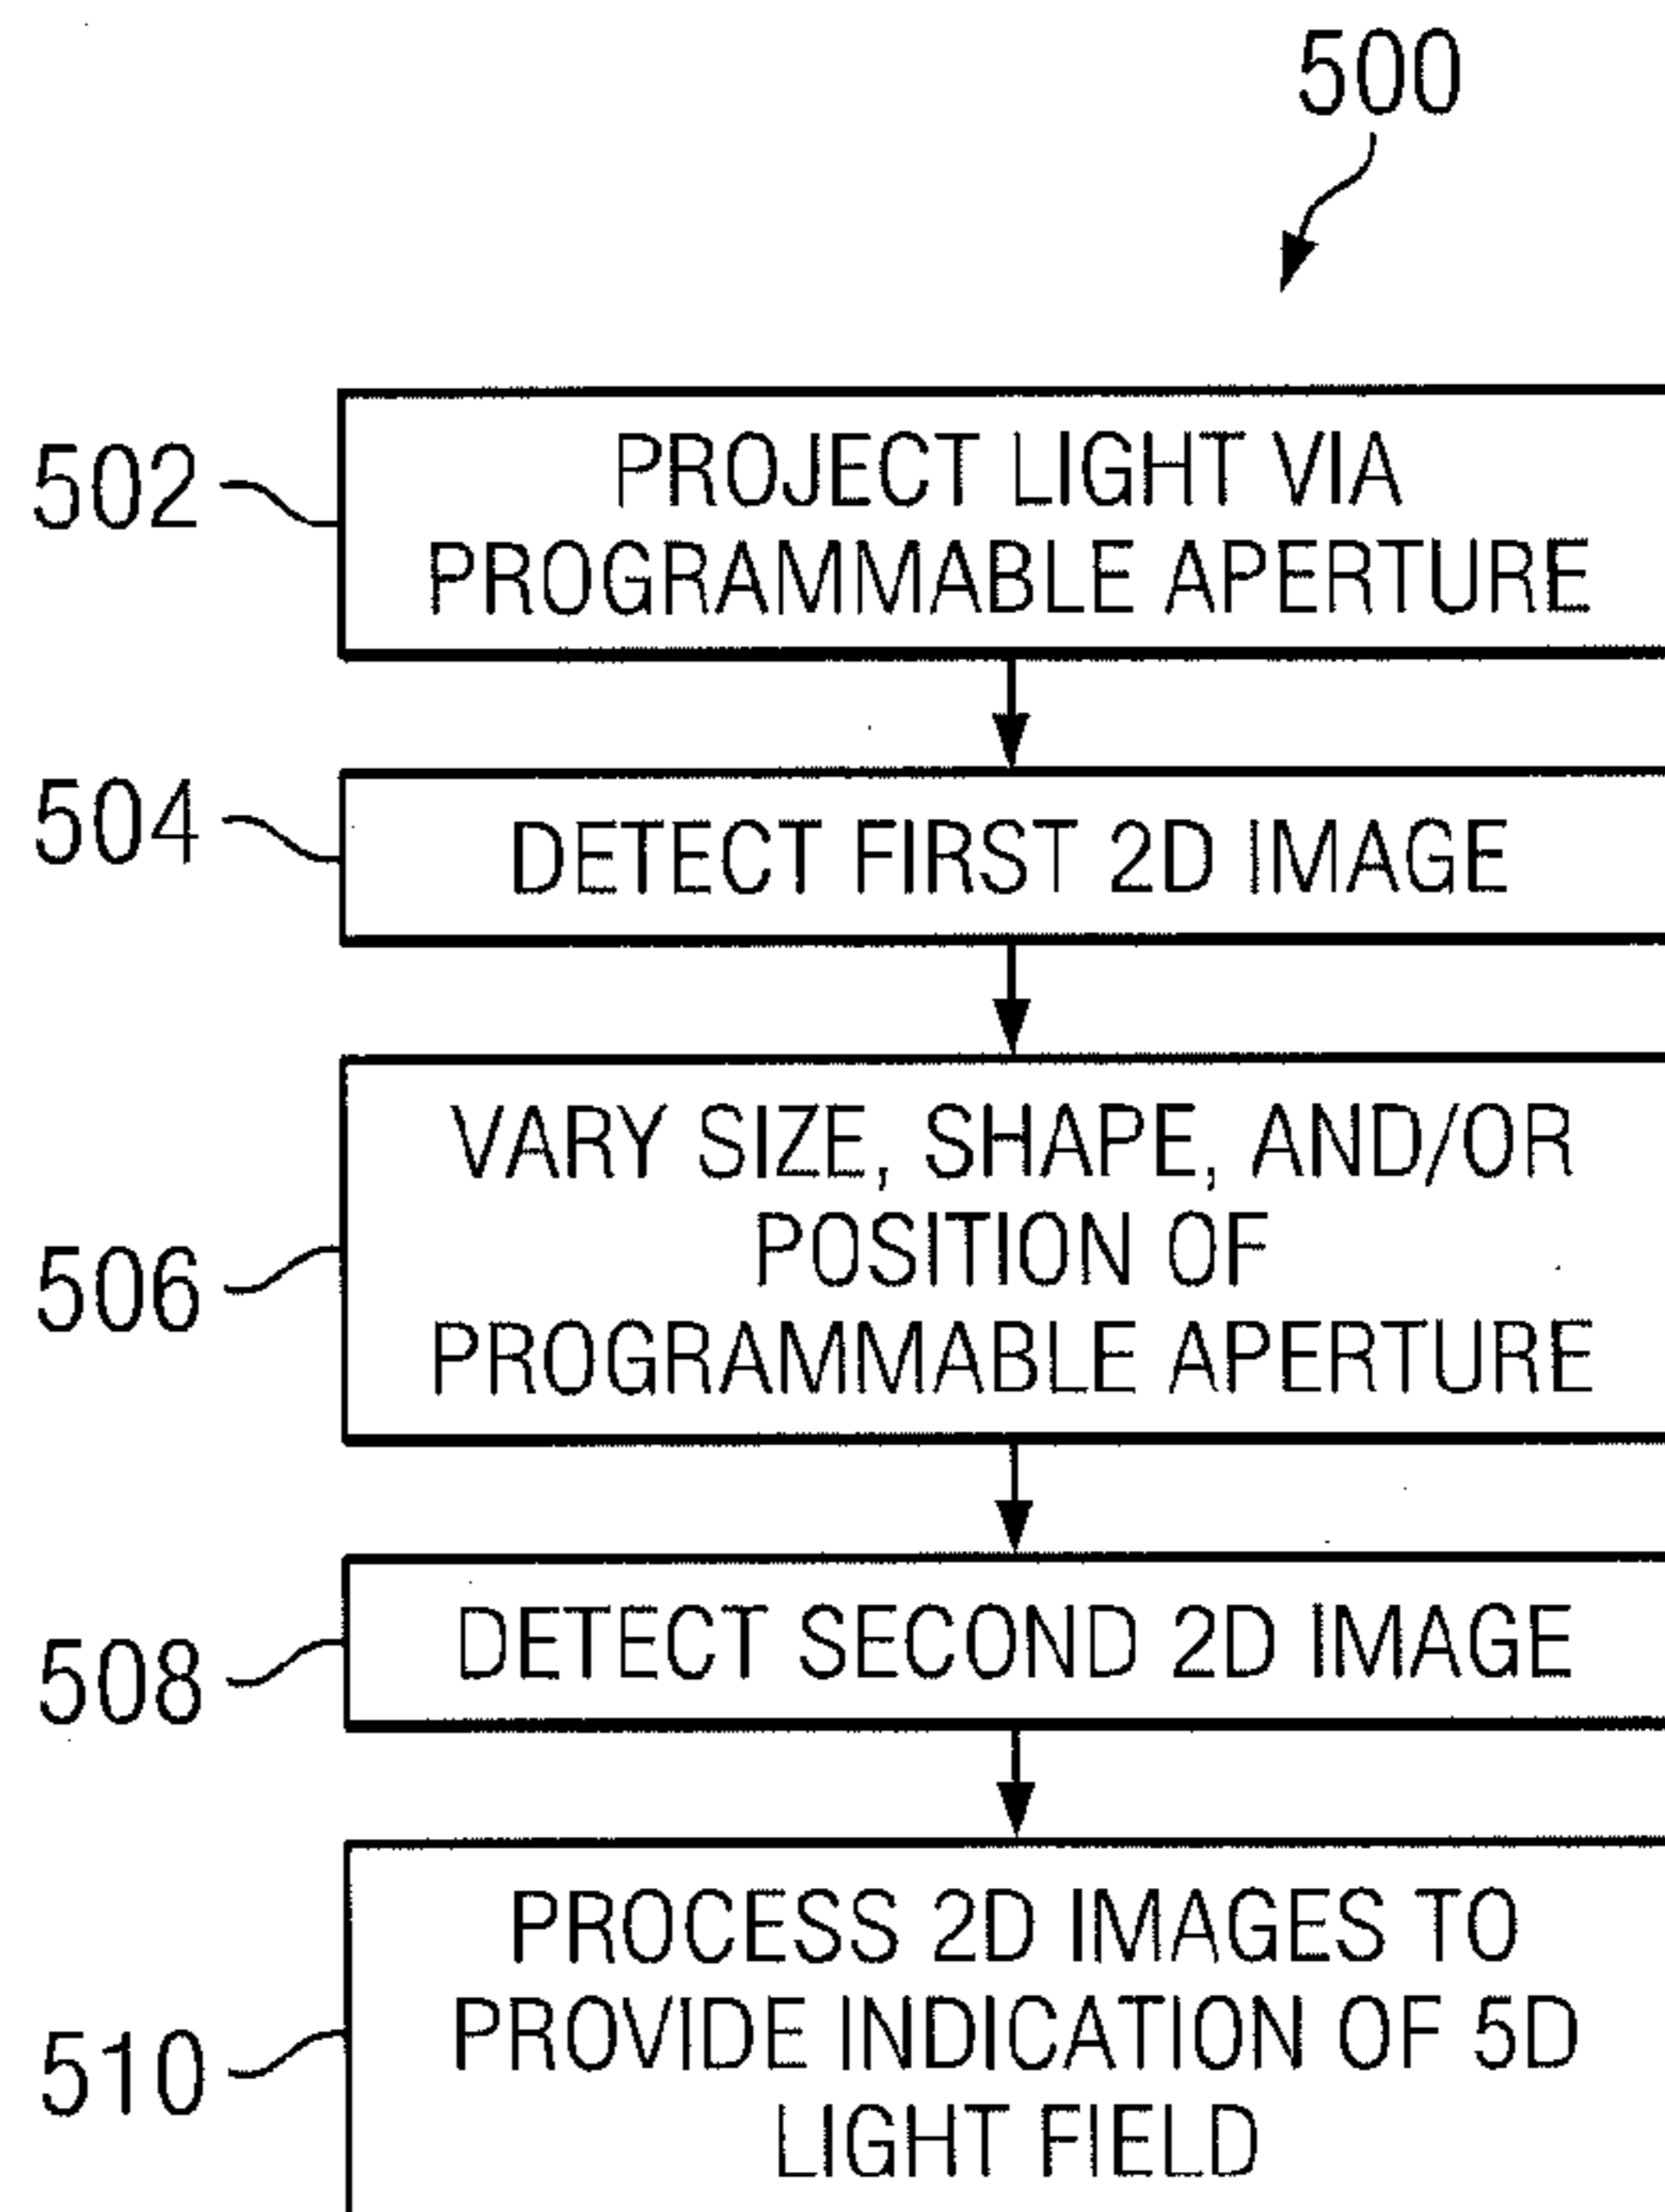 500
502
PROJECT LIGHT VIA
PROGRAMMABLE APERTURE
504
DETECT FIRST 2D IMAGE
506
VARY SIZE, SHAPE, AND/OR
POSITION OF
PROGRAMMABLE APERTURE
508
DETECT SECOND 2D IMAGE
510
PROCESS 2D IMAGES TO
PROVIDE INDICATION OF 5D
LIGHT FIELD